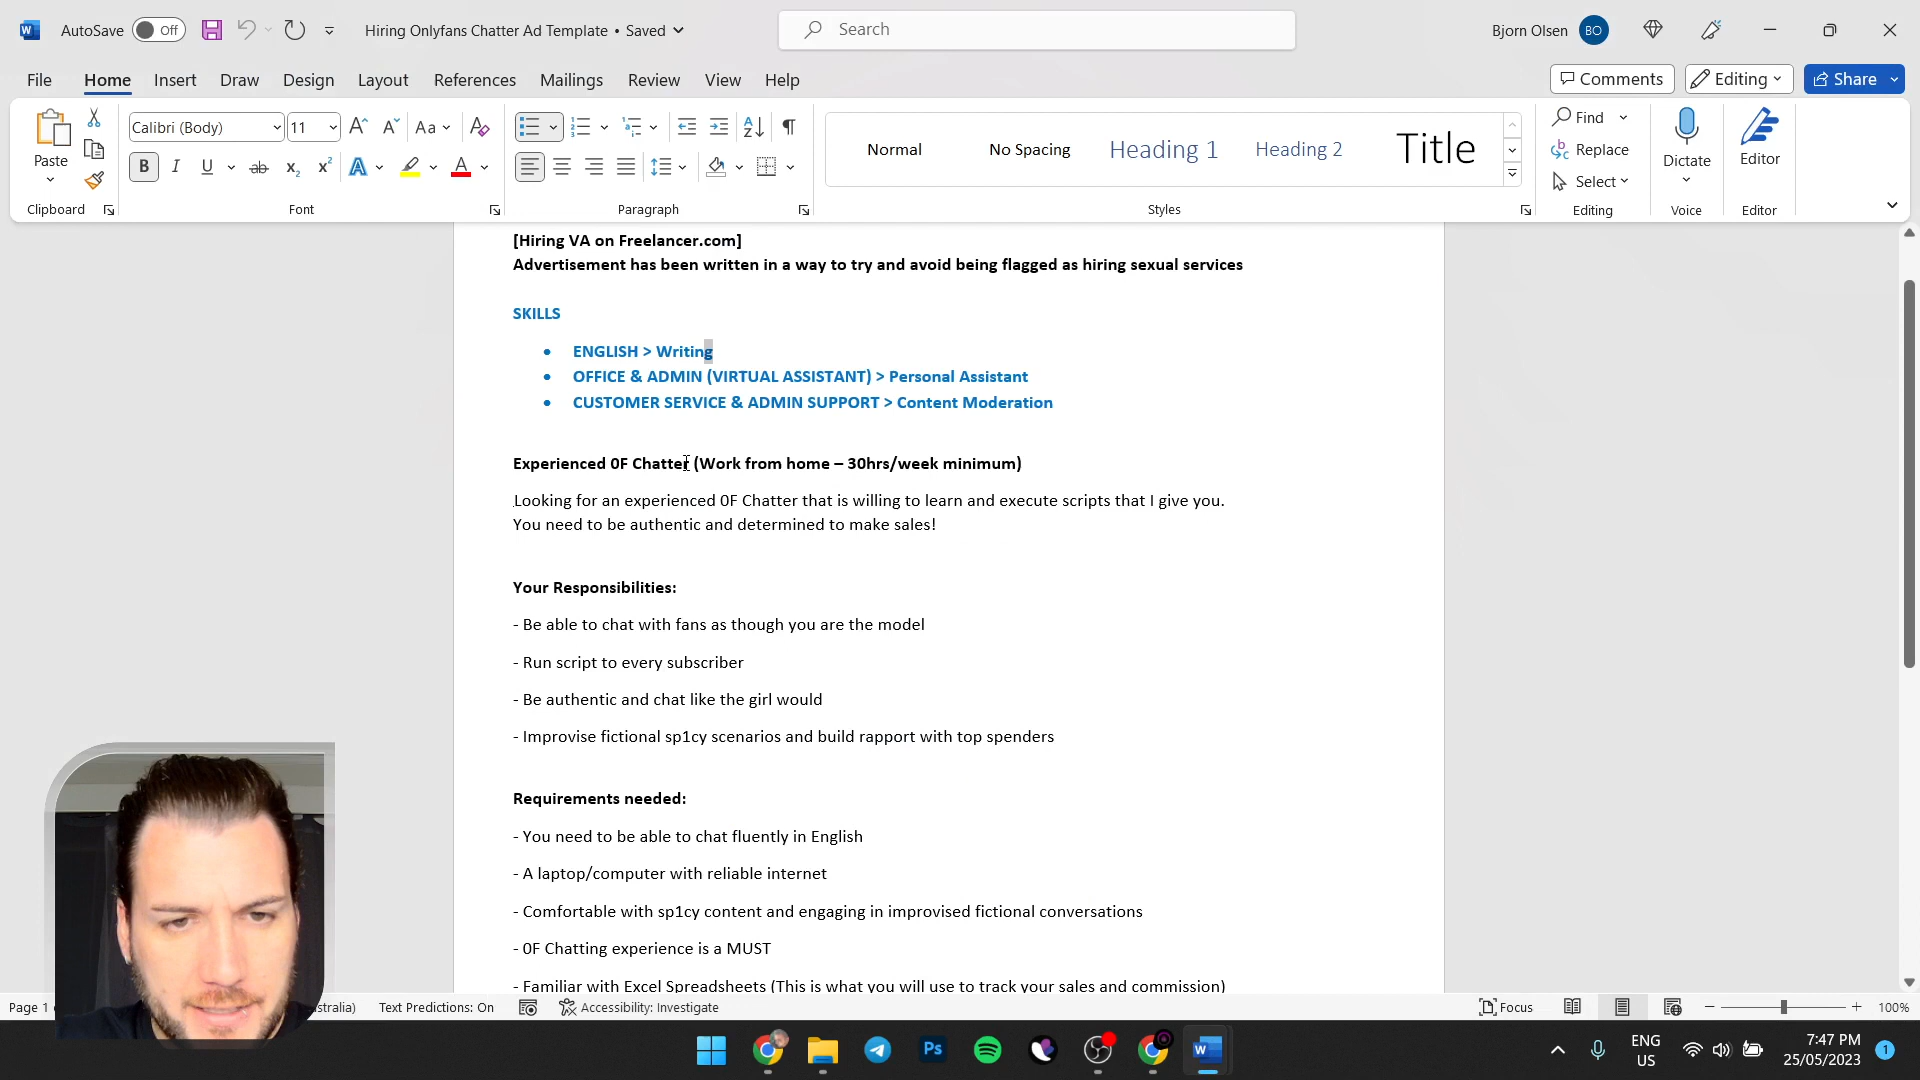 AutoSave Off
Hiring Onlyfans Chatter Ad Template • Saved
Search
Bjorn Olsen BO
File Home Insert Draw Design Layout References Mailings Review View Help
Comments Editing Share
Paste
Calibri (Body) 11
Aa
Normal No Spacing Heading 1 Heading 2 Title
Find
Replace
Select
Dictate
Editor
Clipboard Font Paragraph Styles Editing Voice Editor
[Hiring VA on Freelancer.com]
Advertisement has been written in a way to try and avoid being flagged as hiring sexual services
SKILLS
• ENGLISH > Writing
• OFFICE & ADMIN (VIRTUAL ASSISTANT) > Personal Assistant
• CUSTOMER SERVICE & ADMIN SUPPORT > Content Moderation
Experienced 0F Chatter (Work from home – 30hrs/week minimum)
Looking for an experienced 0F Chatter that is willing to learn and execute scripts that I give you.
You need to be authentic and determined to make sales!
Your Responsibilities:
- Be able to chat with fans as though you are the model
- Run script to every subscriber
- Be authentic and chat like the girl would
- Improvise fictional sp1cy scenarios and build rapport with top spenders
Requirements needed:
- You need to be able to chat fluently in English
- A laptop/computer with reliable internet
- Comfortable with sp1cy content and engaging in improvised fictional conversations
- 0F Chatting experience is a MUST
- Familiar with Excel Spreadsheets (This is what you will use to track your sales and commission)
Page 1 stralia) Text Predictions: On Accessibility: Investigate
Focus 100%
ENG
US
7:47 PM
25/05/2023
1